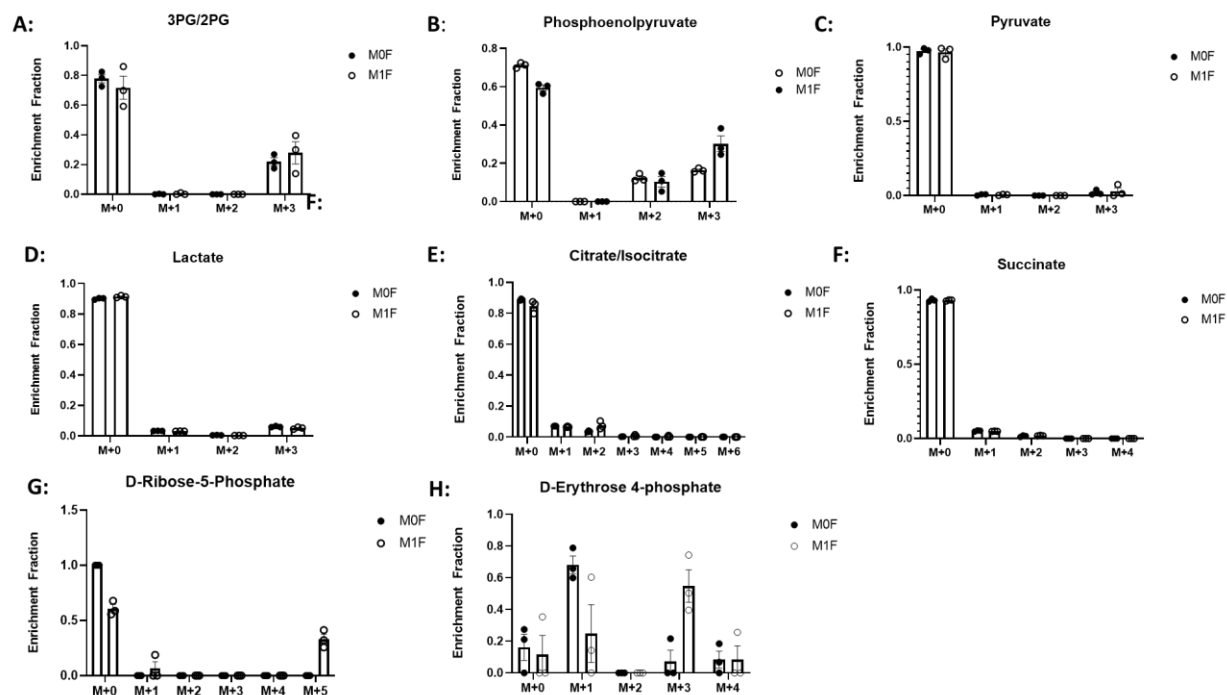 A:
3PG/2PG
Enrichment Fraction
1.0
0.8
0.6
0.4
0.2
0.0
M+0 M+1 M+2 M+3
M0F
M1F
F:
B:
Phosphoenolpyruvate
Enrichment Fraction
0.8
0.6
0.4
0.2
0.0
M+0 M+1 M+2 M+3
M0F
M1F
C:
Pyruvate
Enrichment Fraction
1.0
0.5
0.0
M+0 M+1 M+2 M+3
M0F
M1F
D:
Lactate
Enrichment Fraction
1.0
0.8
0.6
0.4
0.2
0.0
M+0 M+1 M+2 M+3
M0F
M1F
E:
Citrate/Isocitrate
Enrichment Fraction
1.0
0.8
0.6
0.4
0.2
0.0
M+0 M+1 M+2 M+3 M+4 M+5 M+6
M0F
M1F
F:
Succinate
Enrichment Fraction
1.0
0.5
0.0
M+0 M+1 M+2 M+3 M+4
M0F
M1F
G:
D-Ribose-5-Phosphate
Enrichment Fraction
1.5
1.0
0.5
0.0
M+0 M+1 M+2 M+3 M+4 M+5
M0F
M1F
H:
D-Erythrose 4-phosphate
Enrichment Fraction
1.0
0.8
0.6
0.4
0.2
0.0
M+0 M+1 M+2 M+3 M+4
M0F
M1F